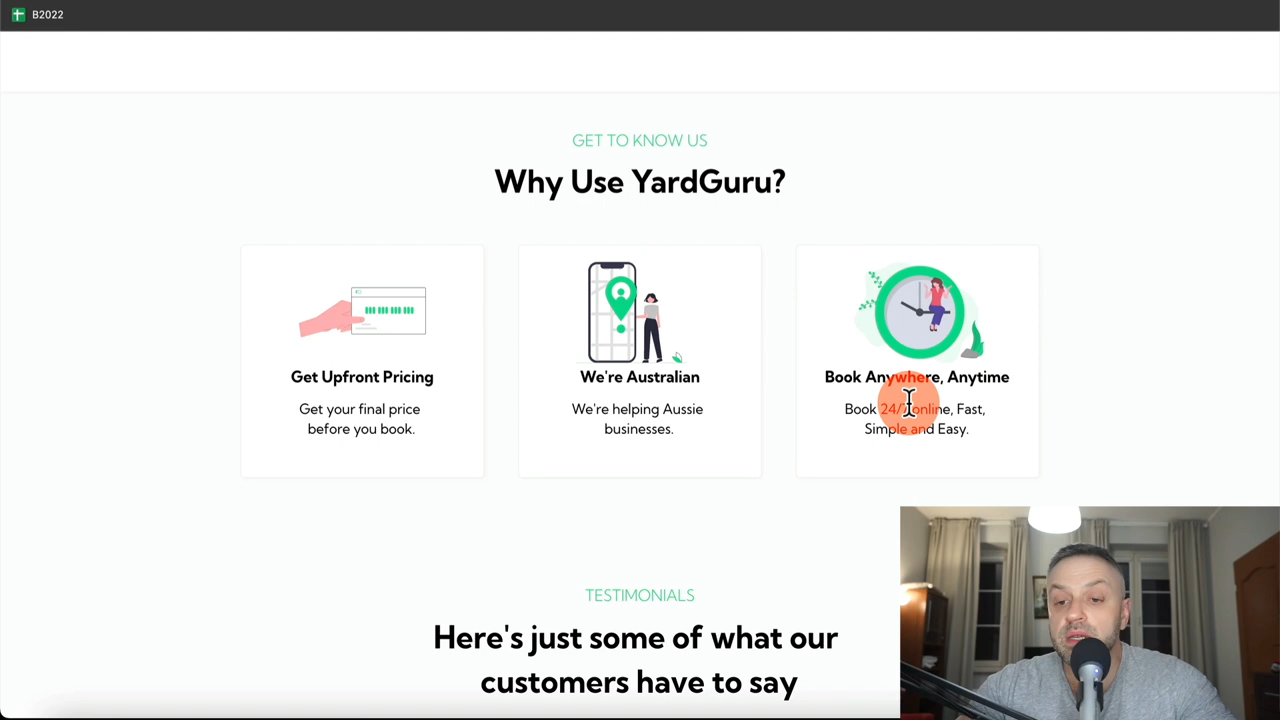 B2022
GET TO KNOW US
Why Use YardGuru?
Get Upfront Pricing
Get your final price
before you book.
We're Australian
We're helping Aussie
businesses.
Book Anywhere, Anytime
Book 24/7 online, Fast,
Simple and Easy.
TESTIMONIALS
Here's just some of what our
customers have to say